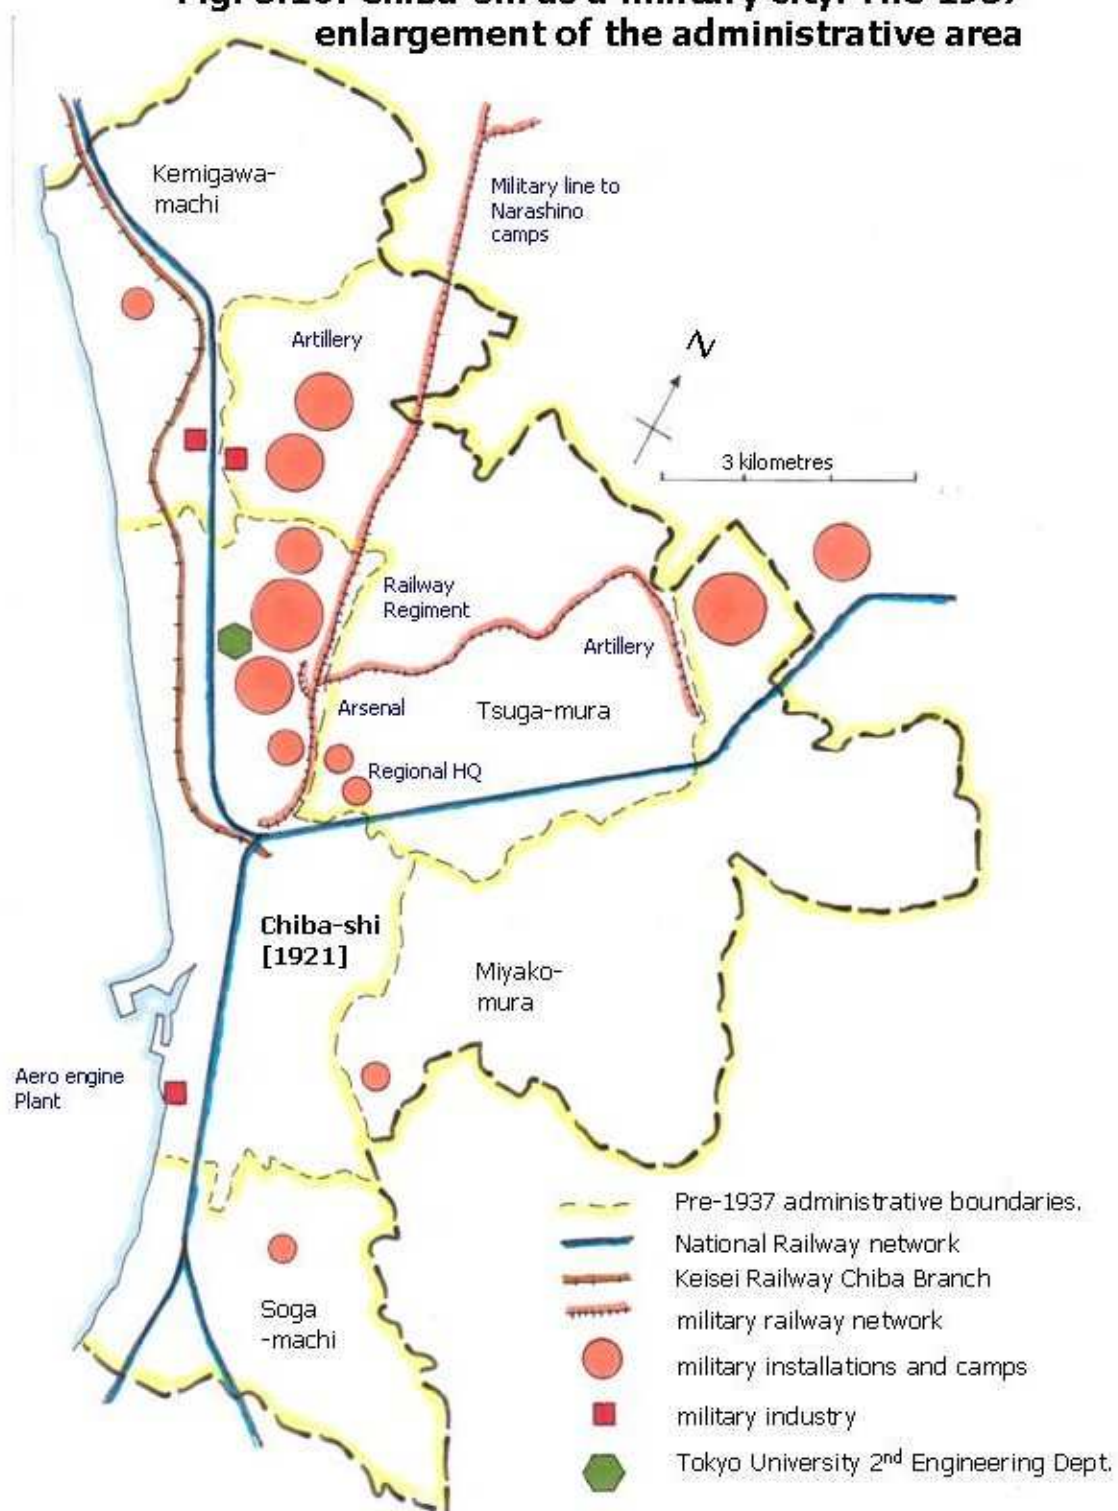 enlargement of the administrative area
Kemigawa-
machi
Military line to
Narashino
camps
Artillery
N
3 kilometres
Railway
Regiment
Artillery
Arsenal
Tsuga-mura
Regional HQ
Chiba-shi
[1921]
Miyako-
mura
Aero engine
Plant
Soga
-machi
Pre-1937 administrative boundaries.
National Railway network
Keisei Railway Chiba Branch
military railway network
military installations and camps
military industry
Tokyo University 2nd Engineering Dept.